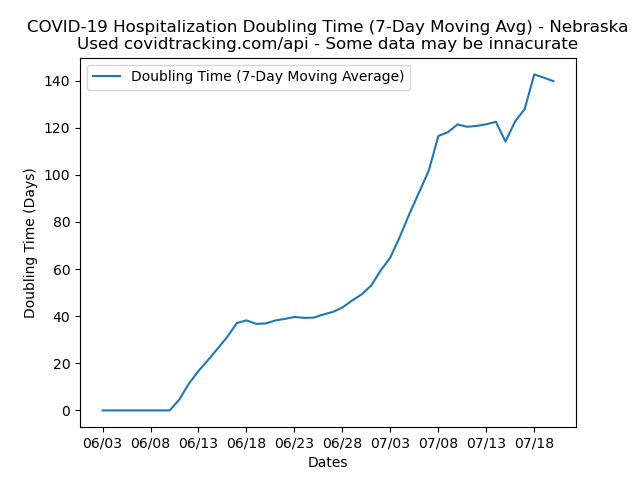 COVID-19 Hospitalization Doubling Time (7-Day Moving Avg) - Nebraska
Used covidtracking.com/api - Some data may be innacurate
Doubling Time (7-Day Moving Average)
Doubling Time (Days)
140
120
100
80
60
40
20
0
06/03 06/08 06/13 06/18 06/23 06/28 07/03 07/08 07/13 07/18
Dates